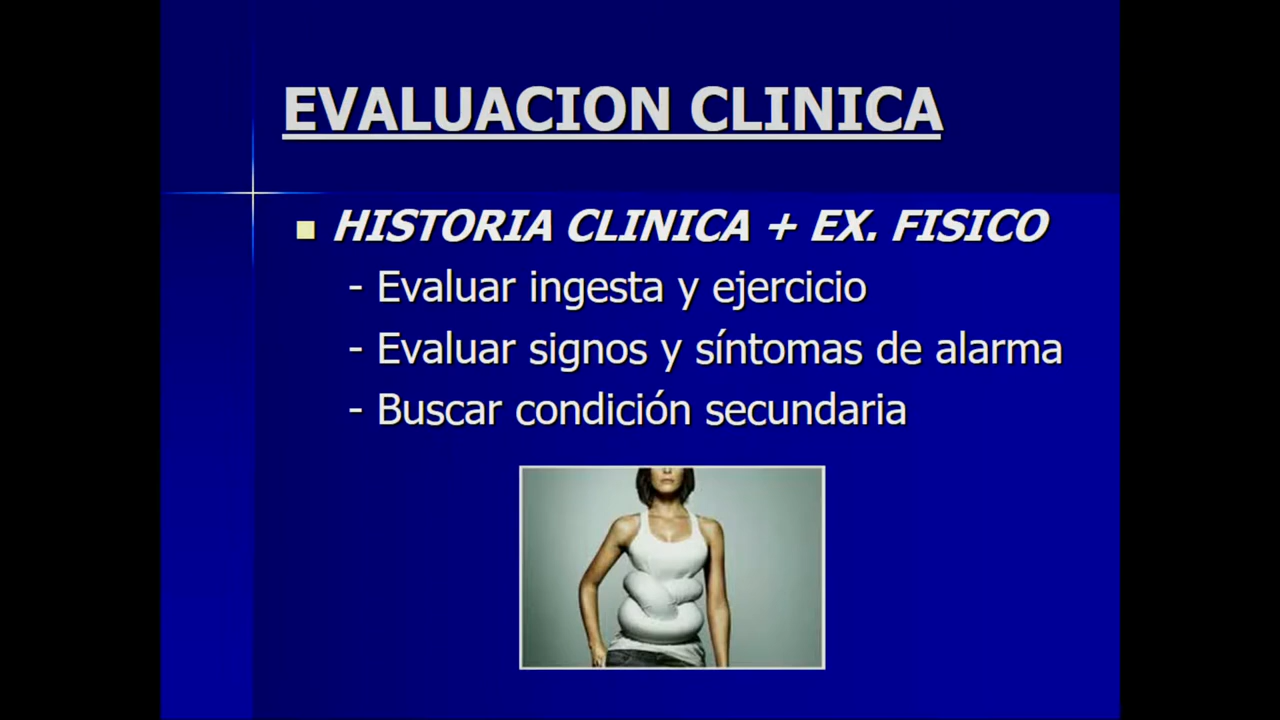 EVALUACION CLINICA
HISTORIA CLINICA + EX. FISICO
- Evaluar ingesta y ejercicio
- Evaluar signos y síntomas de alarma
- Buscar condición secundaria